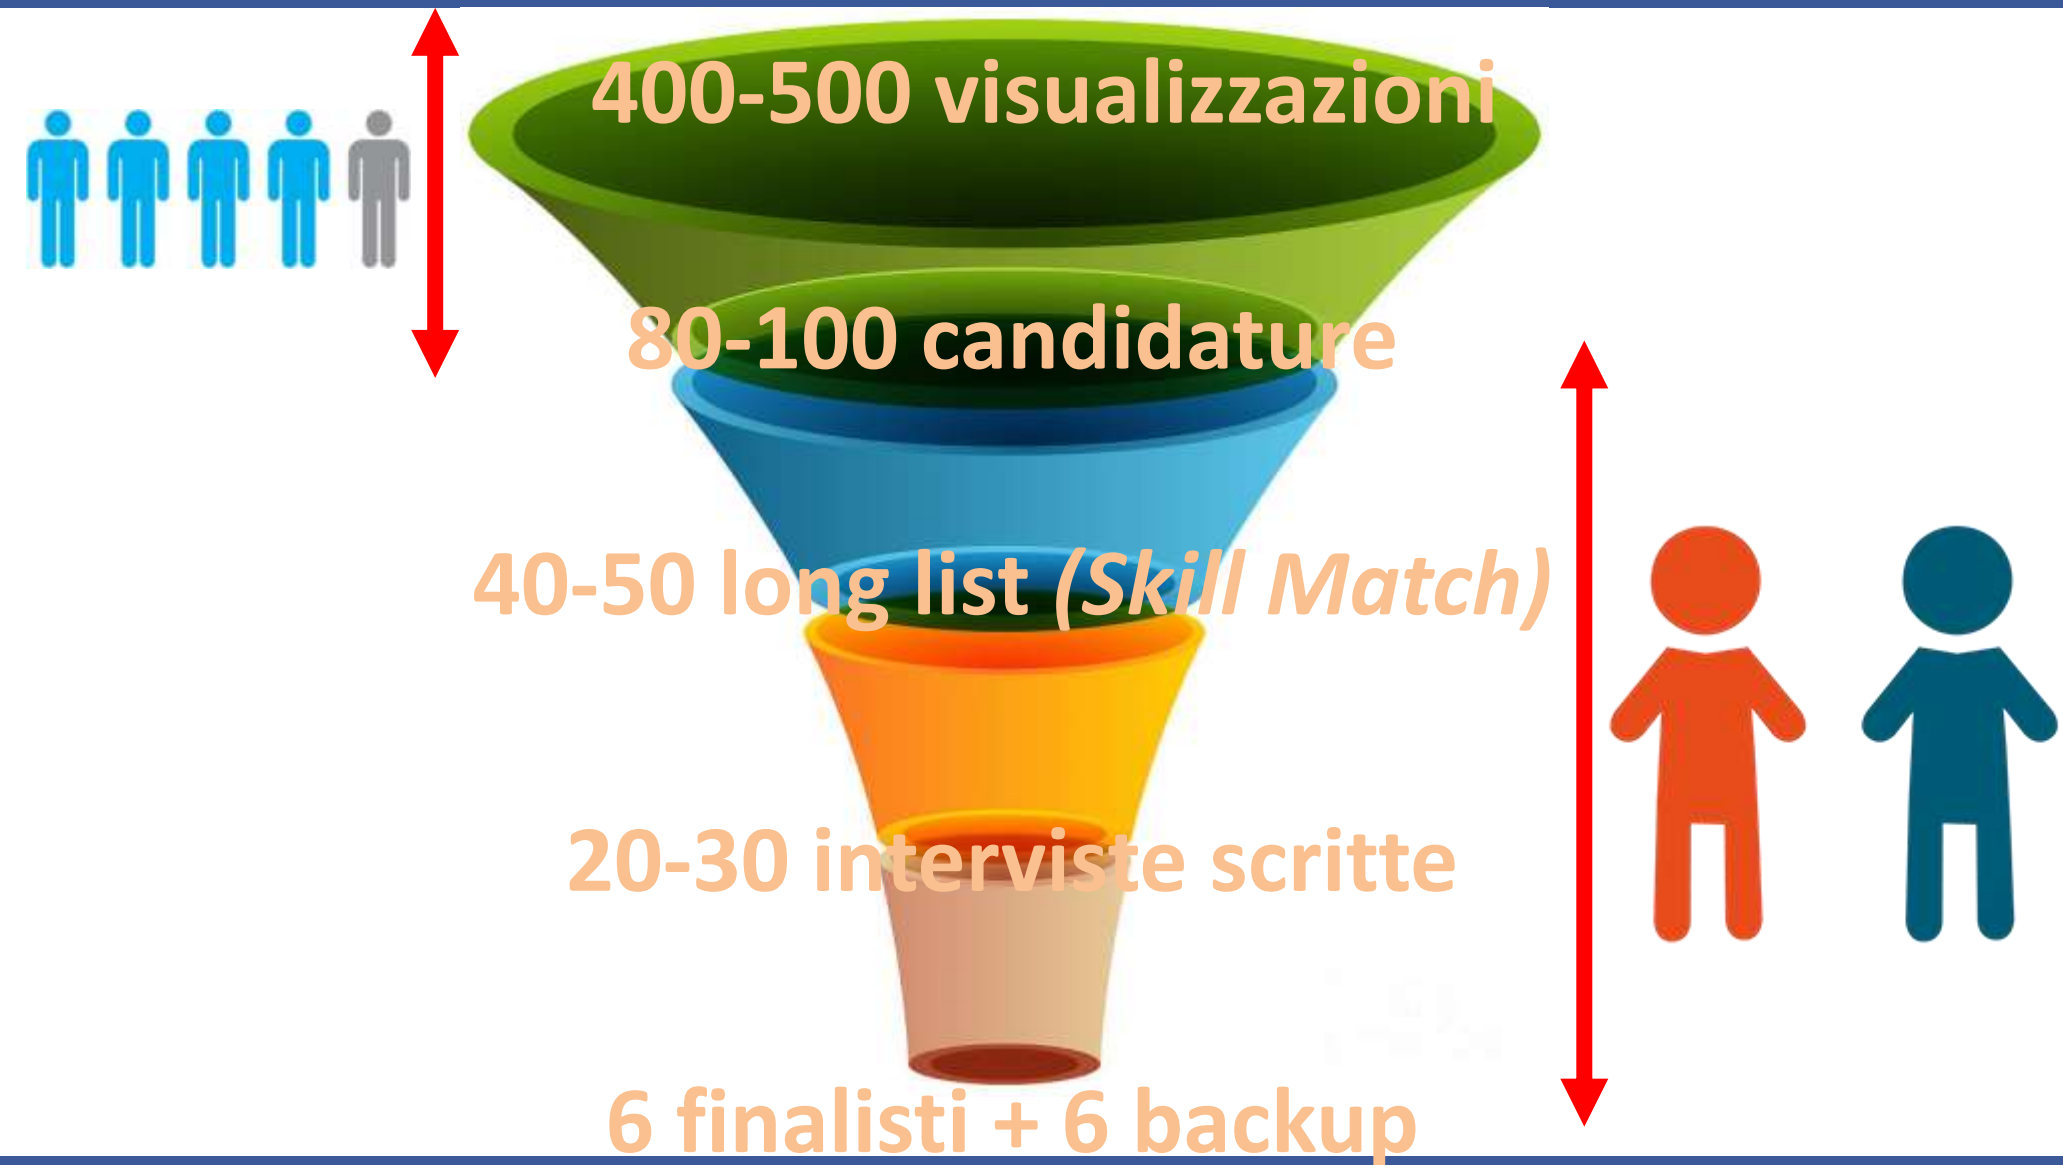 400-500 visualizzazioni
80-100 candidature
40-50 long list (Skill Match)
20-30 interviste scritte
6 finalisti + 6 backup